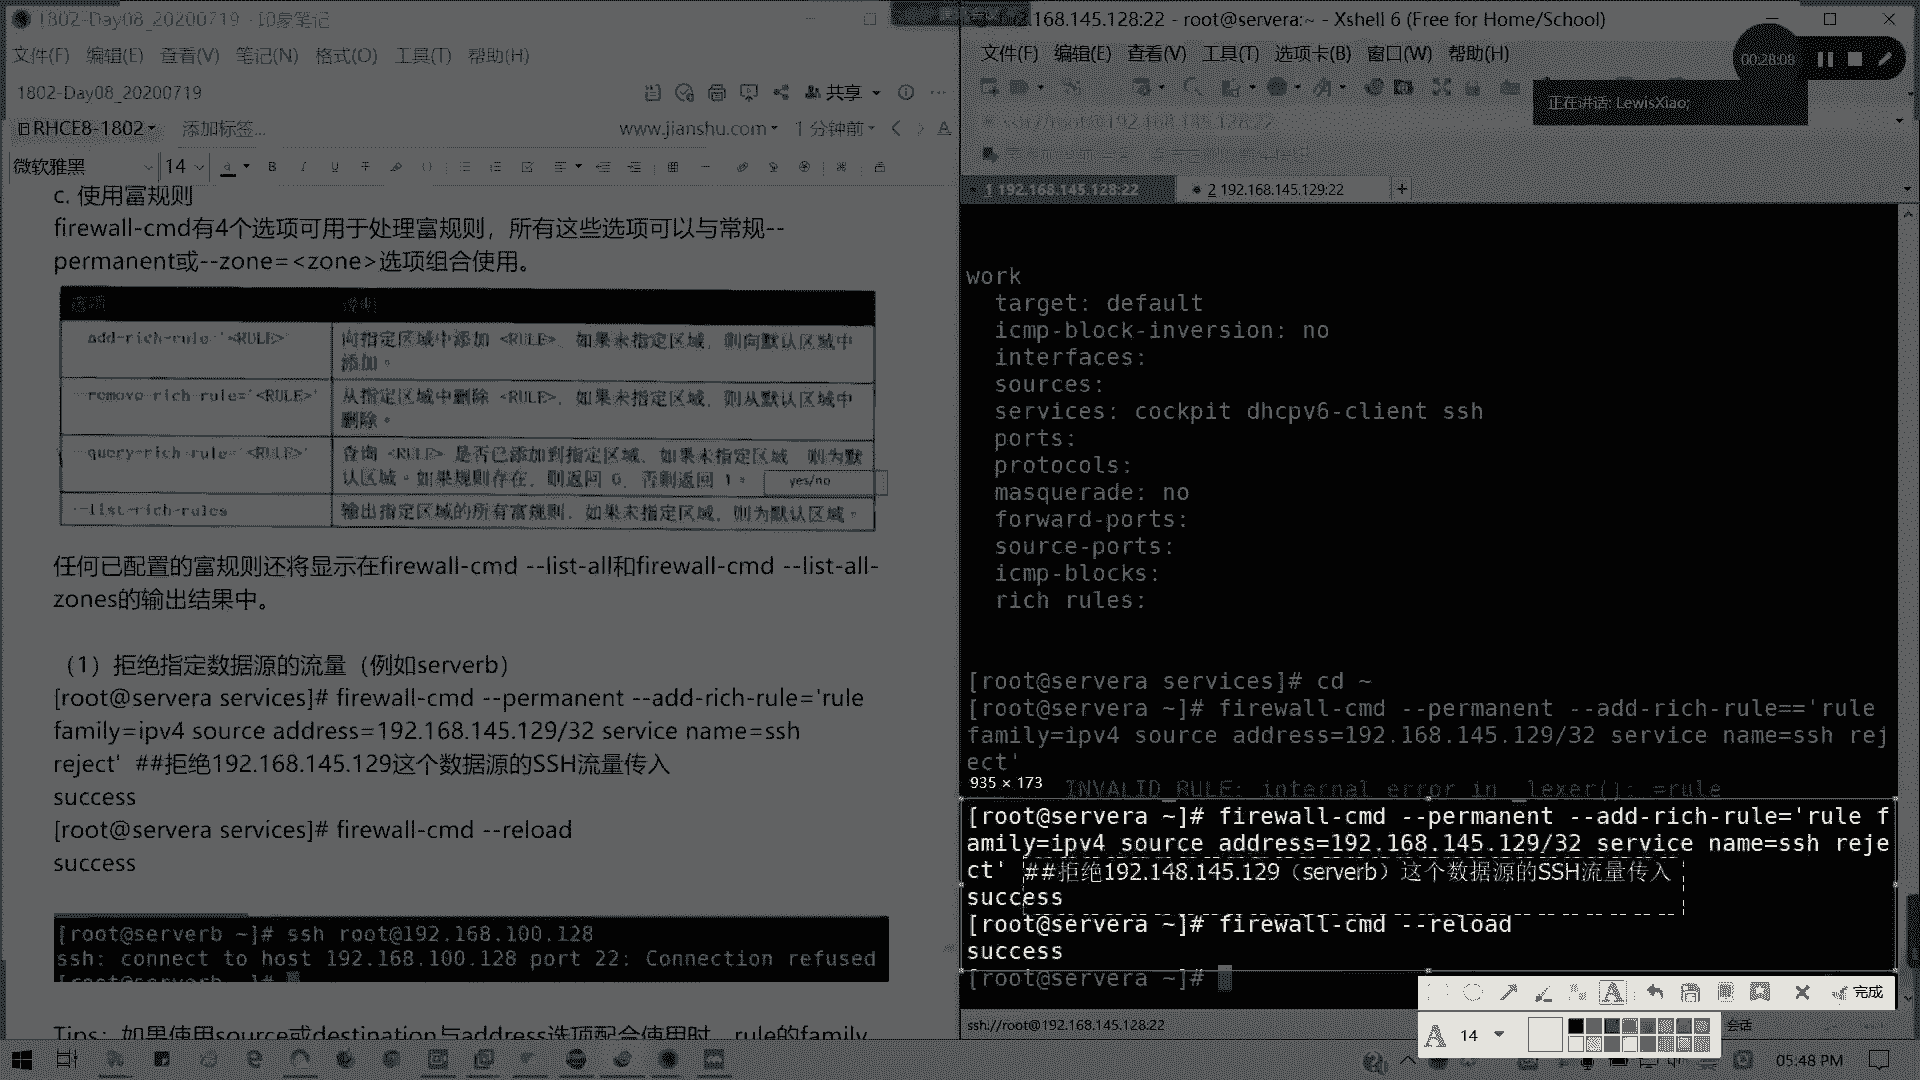 1802-Day08_20200719 - 印象笔记
文件(F) 编辑(E) 查看(V) 笔记(N) 格式(O) 工具(T) 帮助(H)
1802-Day08_20200719
共享
RHCE8-1802
添加标签...
www.jianshu.com
1 分钟前
微软雅黑
14
c. 使用富规则
firewall-cmd有4个选项可用于处理富规则，所有这些选项可以与常规--
permanent或--zone=<zone>选项组合使用。
选项 说明
--add-rich-rule='<RULE>' 向指定区域中添加 <RULE>，如果未指定区域，则向默认区域中
添加。
--remove-rich-rule='<RULE>' 从指定区域中删除 <RULE>，如果未指定区域，则从默认区域中
删除。
--query-rich-rule='<RULE>' 查询 <RULE> 是否已添加到指定区域，如果未指定区域，则为默
认区域。如果规则存在，则返回 0，否则返回 1。 yes/no
--list-rich-rules 输出指定区域的所有富规则，如果未指定区域，则为默认区域。
任何已配置的富规则还将显示在firewall-cmd --list-all和firewall-cmd --list-all-
zones的输出结果中。
（1）拒绝指定数据源的流量（例如serverb）
[root@servera services]# firewall-cmd --permanent --add-rich-rule='rule
family=ipv4 source address=192.168.145.129/32 service name=ssh
reject' ##拒绝192.168.145.129这个数据源的SSH流量传入
success
[root@servera services]# firewall-cmd --reload
success
[root@serverb ~]# ssh root@192.168.100.128
ssh: connect to host 192.168.100.128 port 22: Connection refused
[root@serverb ~]#
Tips：如果使用source或destination与address选项配合使用时，rule的family
.168.145.128:22 - root@servera:~ - Xshell 6 (Free for Home/School)
文件(F) 编辑(E) 查看(V) 工具(T) 选项卡(B) 窗口(W) 帮助(H)
00:28:08
正在讲话: LewisXiao;
ssh://root@192.168.145.128:22
1 192.168.145.128:22
2 192.168.145.129:22
+
work
target: default
icmp-block-inversion: no
interfaces:
sources:
services: cockpit dhcpv6-client ssh
ports:
protocols:
masquerade: no
forward-ports:
source-ports:
icmp-blocks:
rich rules:
[root@servera services]# cd ~
[root@servera ~]# firewall-cmd --permanent --add-rich-rule=='rule
family=ipv4 source address=192.168.145.129/32 service name=ssh rej
ect'
935 × 173
INVALID_RULE: internal error in _lexer(): =rule
[root@servera ~]# firewall-cmd --permanent --add-rich-rule='rule f
amily=ipv4 source address=192.168.145.129/32 service name=ssh reje
ct' ##拒绝192.148.145.129（serverb）这个数据源的SSH流量传入
success
[root@servera ~]# firewall-cmd --reload
success
[root@servera ~]#
完成
ssh://root@192.168.145.128:22
14
会话
05:48 PM